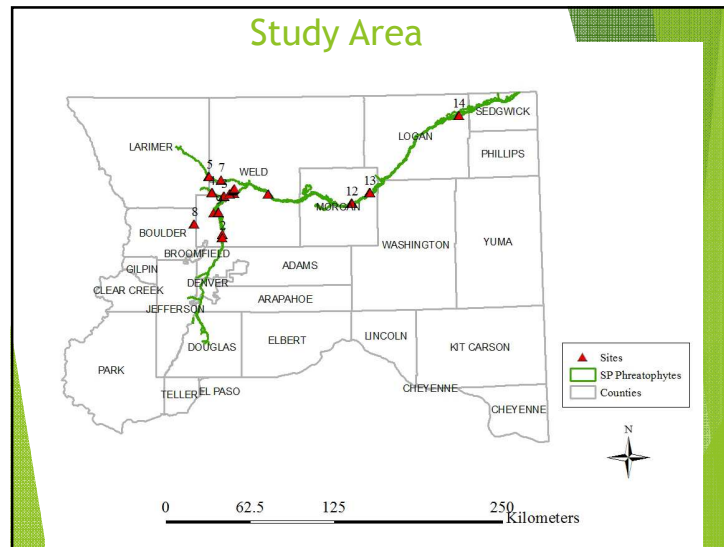 Study Area
14
SEDGWICK
LOGAN
LARIMER
5
7
WELD
PHILLIPS
13
12
MORGAN
8
2
BOULDER
WASHINGTON
YUMA
BROOMFIELD
GILPIN
ADAMS
DENVER
CLEAR CREEK
ARAPAHOE
JEFFERSON
LINCOLN
ELBERT
DOUGLAS
KIT CARSON
PARK
Sites
SP Phreatophytes
Counties
TELLER
EL PASO
CHEYENNE
CHEYENNE
N
0
62.5
125
250
Kilometers